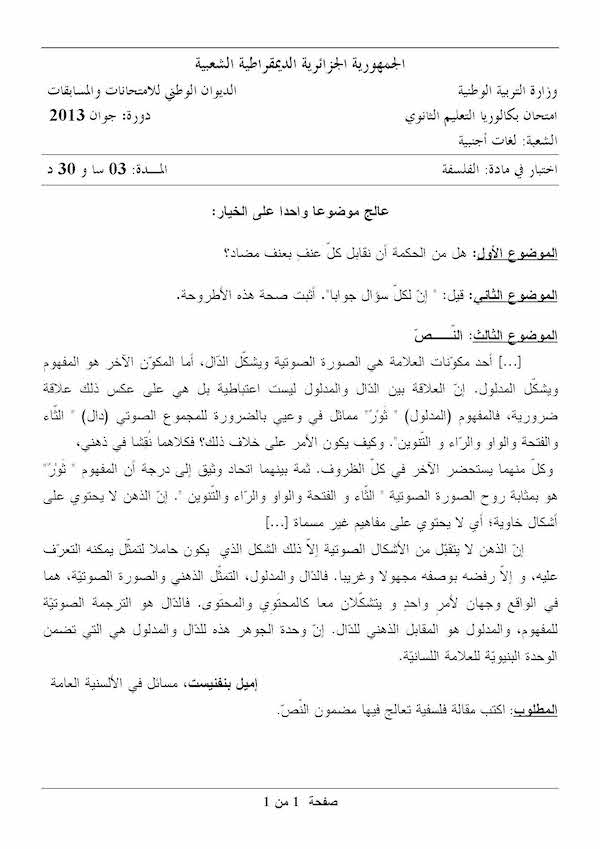 الجمهورية الجزائرية الديمقراطية الشعبية
وزارة التربية الوطنية الديوان الوطني للامتحانات والمسابقات
امتحان بكالوريا التعليم الثانوي دورة: جوان 2013
الشعبة: لغات أجنبية
اختبار في مادة: الفلسفة المـــدة: 03 سا و 30 د
عالج موضوعا واحدا على الخيار:
الموضوع الأول: هل من الحكمة أن نقابل كلّ عنفٍ بعنف مضاد؟
الموضوع الثاني: قيل: " إنّ لكلّ سؤال جوابا". أثبت صحة هذه الأطروحة.
الموضوع الثالث: النّـــــصّ
[...] أحد مكوّنات العلامة هي الصورة الصوتية ويشكّل الدّال، أما المكوّن الآخر هو المفهوم
ويشكل المدلول. إنّ العلاقة بين الدّال والمدلول ليست اعتباطية بل هي على عكس ذلك علاقة
ضرورية، فالمفهوم (المدلول) " ثَورٌ" مماثل في وعيي بالضرورة للمجموع الصوتي (دال) " الثّاء
والفتحة والواو والرّاء و التّنوين". وكيف يكون الأمر على خلاف ذلك؟ فكلاهما نُقِشا في ذهني،
وكلّ منهما يستحضر الآخر في كلّ الظروف. ثمة بينهما اتحاد وثيق إلى درجة أن المفهوم " ثَوْرٌ"
هو بمثابة روح الصورة الصوتية " الثّاء و الفتحة والواو والرّاء والتّنوين ". إنّ الذهن لا يحتوي على
أشكال خاوية؛ أي لا يحتوي على مفاهيم غير مسماة [...]
إنّ الذهن لا يتقبّل من الأشكال الصوتية إلاّ ذلك الشكل الذي يكون حاملا لتمثّل يمكنه التعرّف
عليه، و إلاّ رفضه بوصفه مجهولا وغريبا. فالدّال والمدلول، التمثّل الذهني والصورة الصوتيّة، هما
في الواقع وجهان لأمرٍ واحدٍ و يتشكّلان معا كالمحتوِي والمحتَوى. فالدّال هو الترجمة الصوتيّة
للمفهوم، والمدلول هو المقابل الذهني للدّال. إنّ وحدة الجوهر هذه للدّال والمدلول هي التي تضمن
الوحدة البنيويّة للعلامة اللسانيّة.
إميل بنفنيست، مسائل في الألسنية العامة
المطلوب: اكتب مقالة فلسفية تعالج فيها مضمون النّصّ.
صفحة 1 من 1